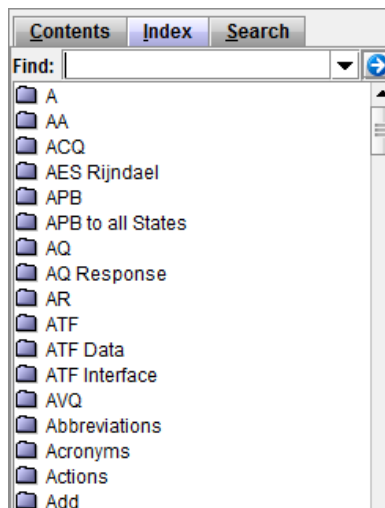 Contents Index Search
Find:
A
AA
ACQ
AES Rijndael
APB
APB to all States
AQ
AQ Response
AR
ATF
ATF Data
ATF Interface
AVQ
Abbreviations
Acronyms
Actions
Add